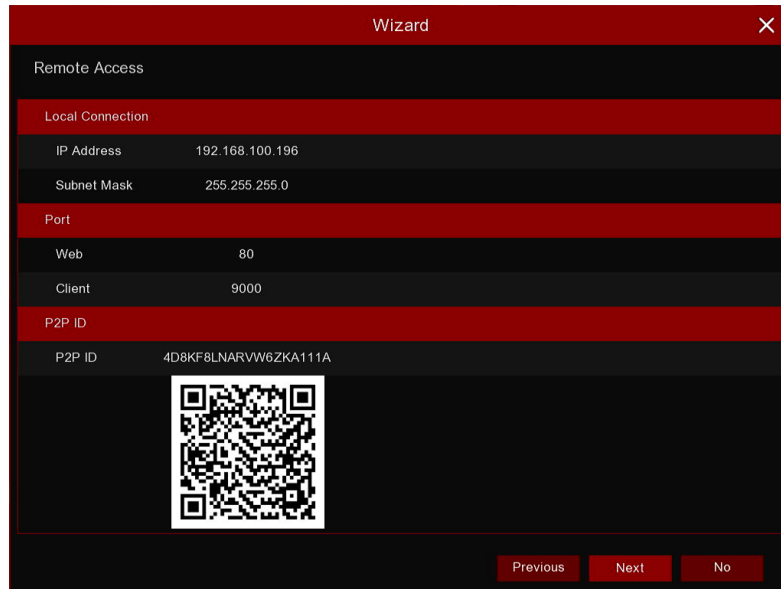 Wizard
Remote Access
Local Connection
IP Address 192.168.100.196
Subnet Mask 255.255.255.0
Port
Web 80
Client 9000
P2P ID
P2P ID 4D8KF8LNARVW6ZKA111A
Previous Next No